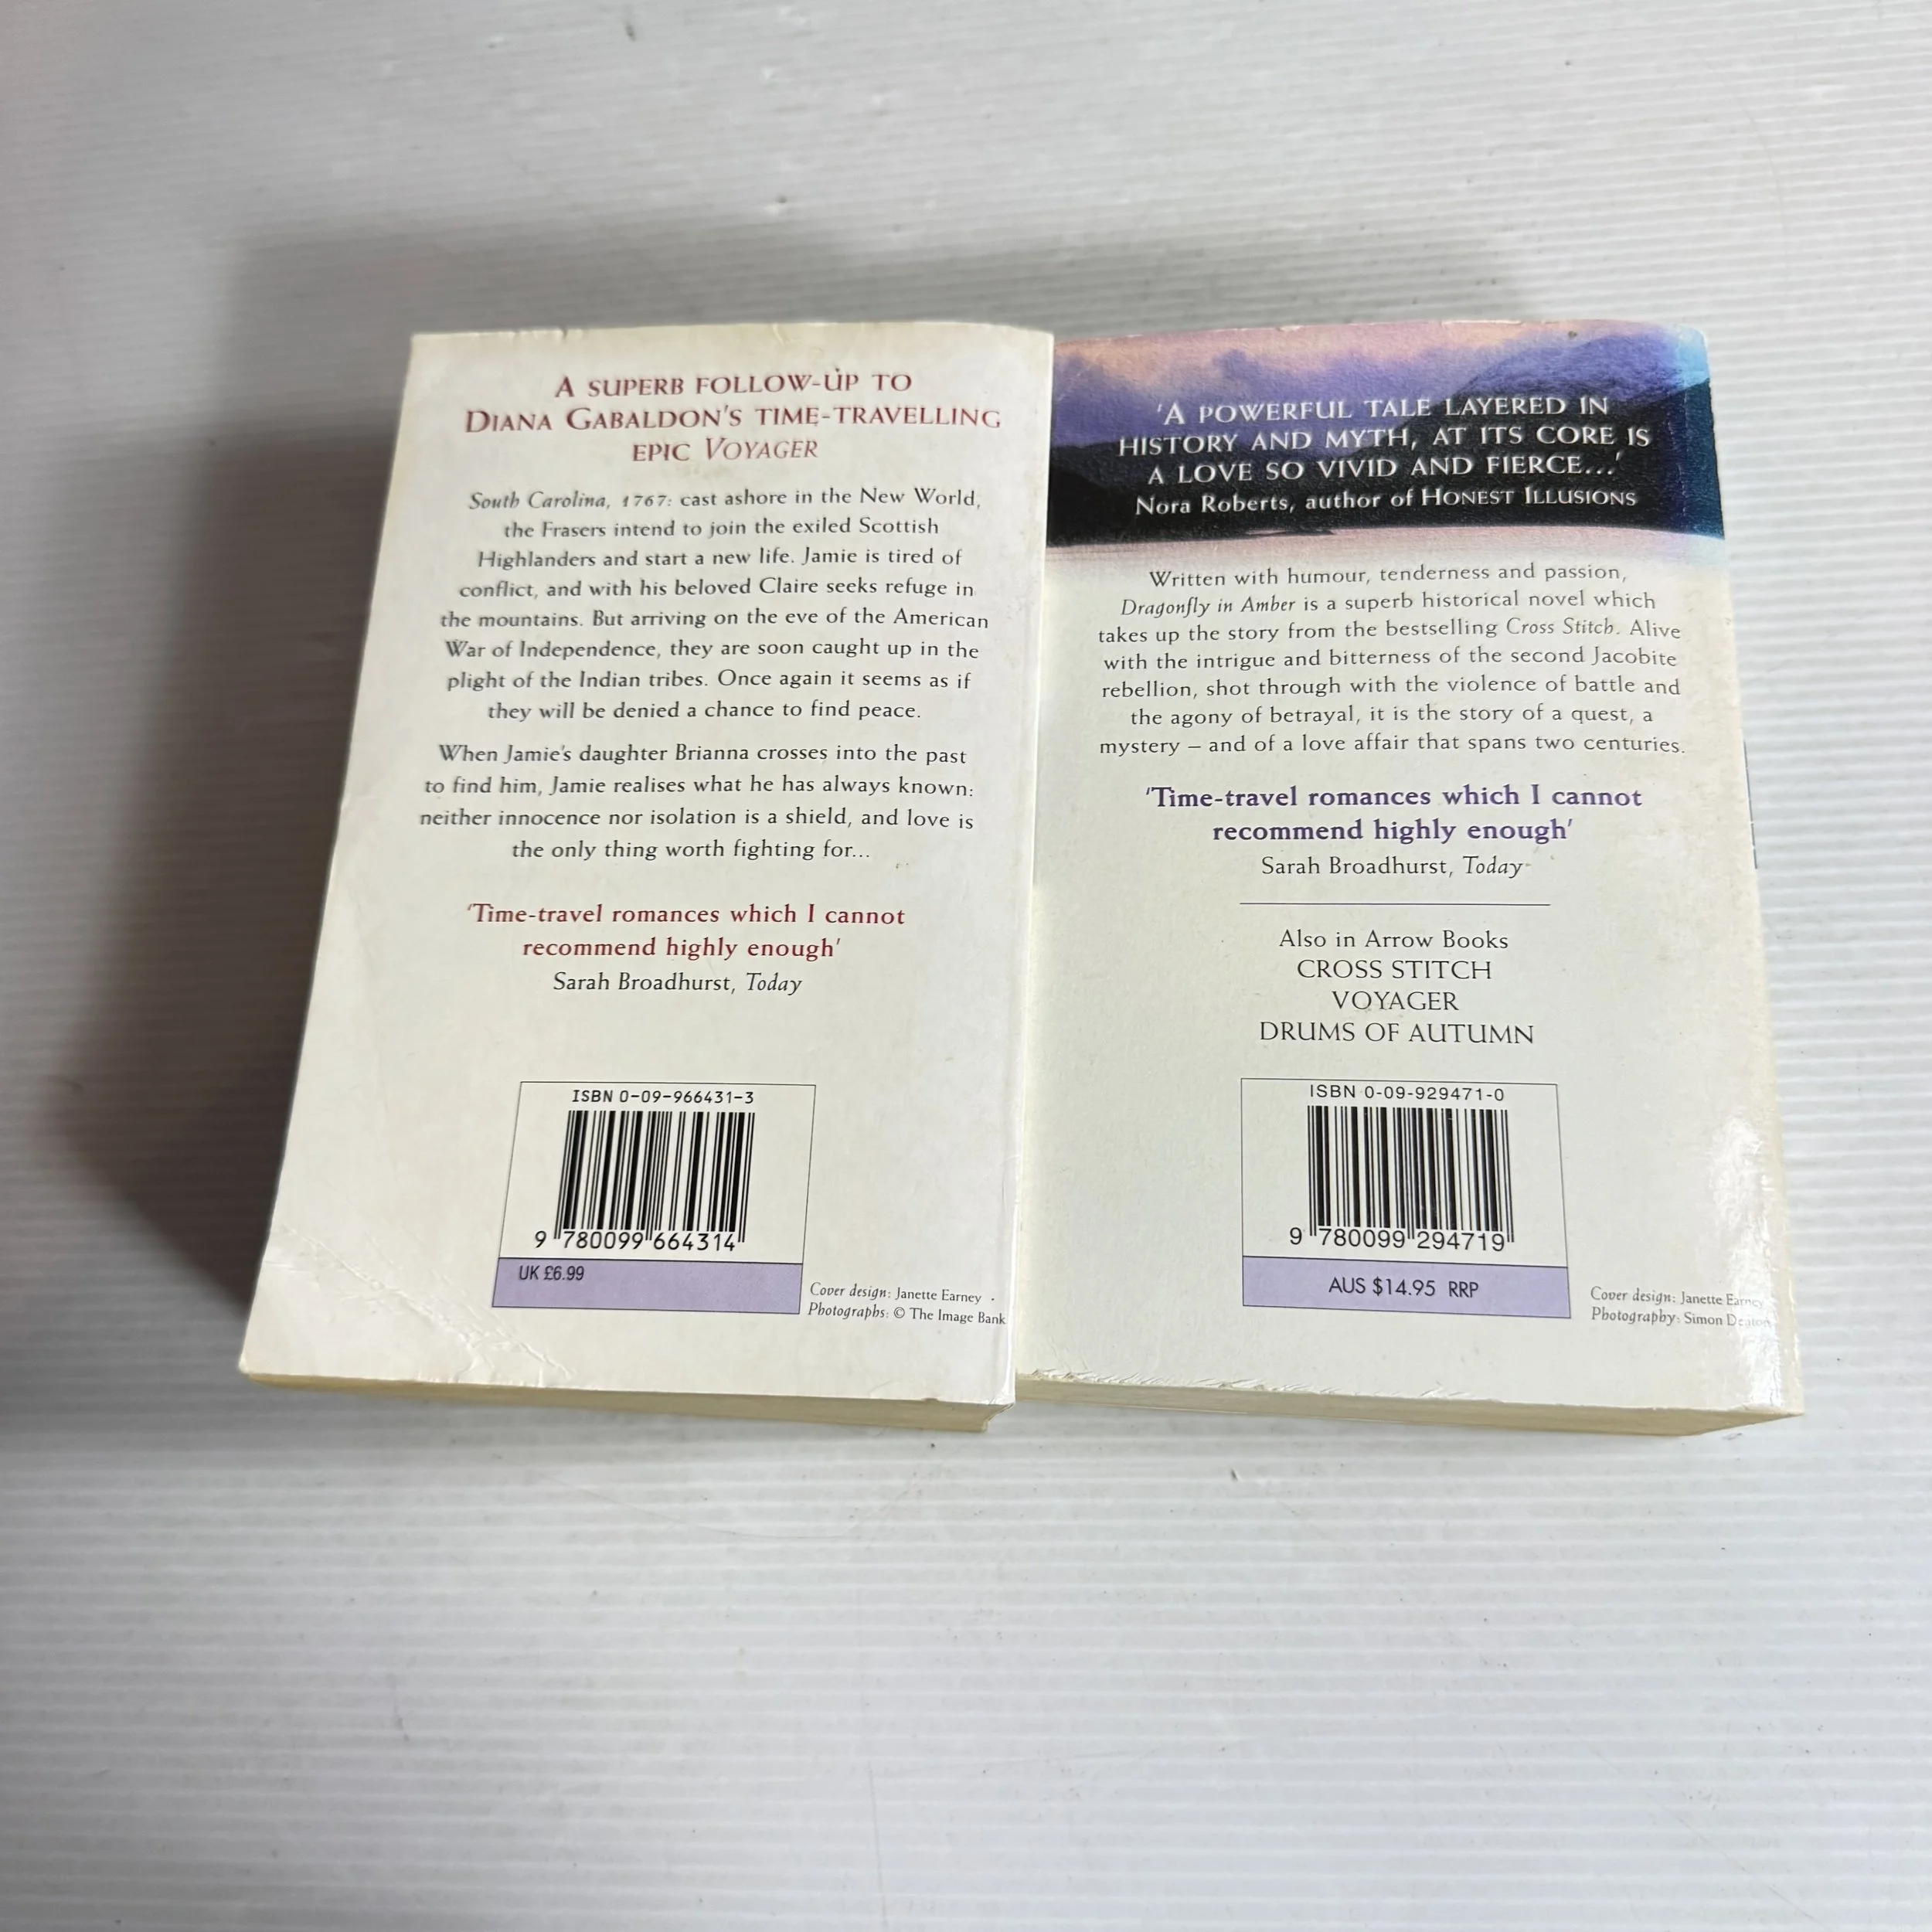 A SUPERB FOLLOW-UP TO
DIANA GABALDON'S TIME-TRAVELLING
EPIC VOYAGER
South Carolina, 1767: cast ashore in the New World,
the Frasers intend to join the exiled Scottish
Highlanders and start a new life. Jamie is tired of
conflict, and with his beloved Claire seeks refuge in
the mountains. But arriving on the eve of the American
War of Independence, they are soon caught up in the
plight of the Indian tribes. Once again it seems as if
they will be denied a chance to find peace.
When Jamie's daughter Brianna crosses into the past
to find him, Jamie realises what he has always known:
neither innocence nor isolation is a shield, and love is
the only thing worth fighting for...
'Time-travel romances which I cannot
recommend highly enough'
Sarah Broadhurst, Today
ISBN 0-09-966431-3
9 780099 664314
UK £6.99
Cover design: Janette Earney
Photographs: © The Image Bank
'A POWERFUL TALE LAYERED IN
HISTORY AND MYTH, AT ITS CORE IS
A LOVE SO VIVID AND FIERCE...'
Nora Roberts, author of HONEST ILLUSIONS
Written with humour, tenderness and passion,
Dragonfly in Amber is a superb historical novel which
takes up the story from the bestselling Cross Stitch. Alive
with the intrigue and bitterness of the second Jacobite
rebellion, shot through with the violence of battle and
the agony of betrayal, it is the story of a quest, a
mystery – and of a love affair that spans two centuries.
'Time-travel romances which I cannot
recommend highly enough'
Sarah Broadhurst, Today
Also in Arrow Books
CROSS STITCH
VOYAGER
DRUMS OF AUTUMN
ISBN 0-09-929471-0
9 780099 294719
AUS $14.95 RRP
Cover design: Janette Earney
Photography: Simon